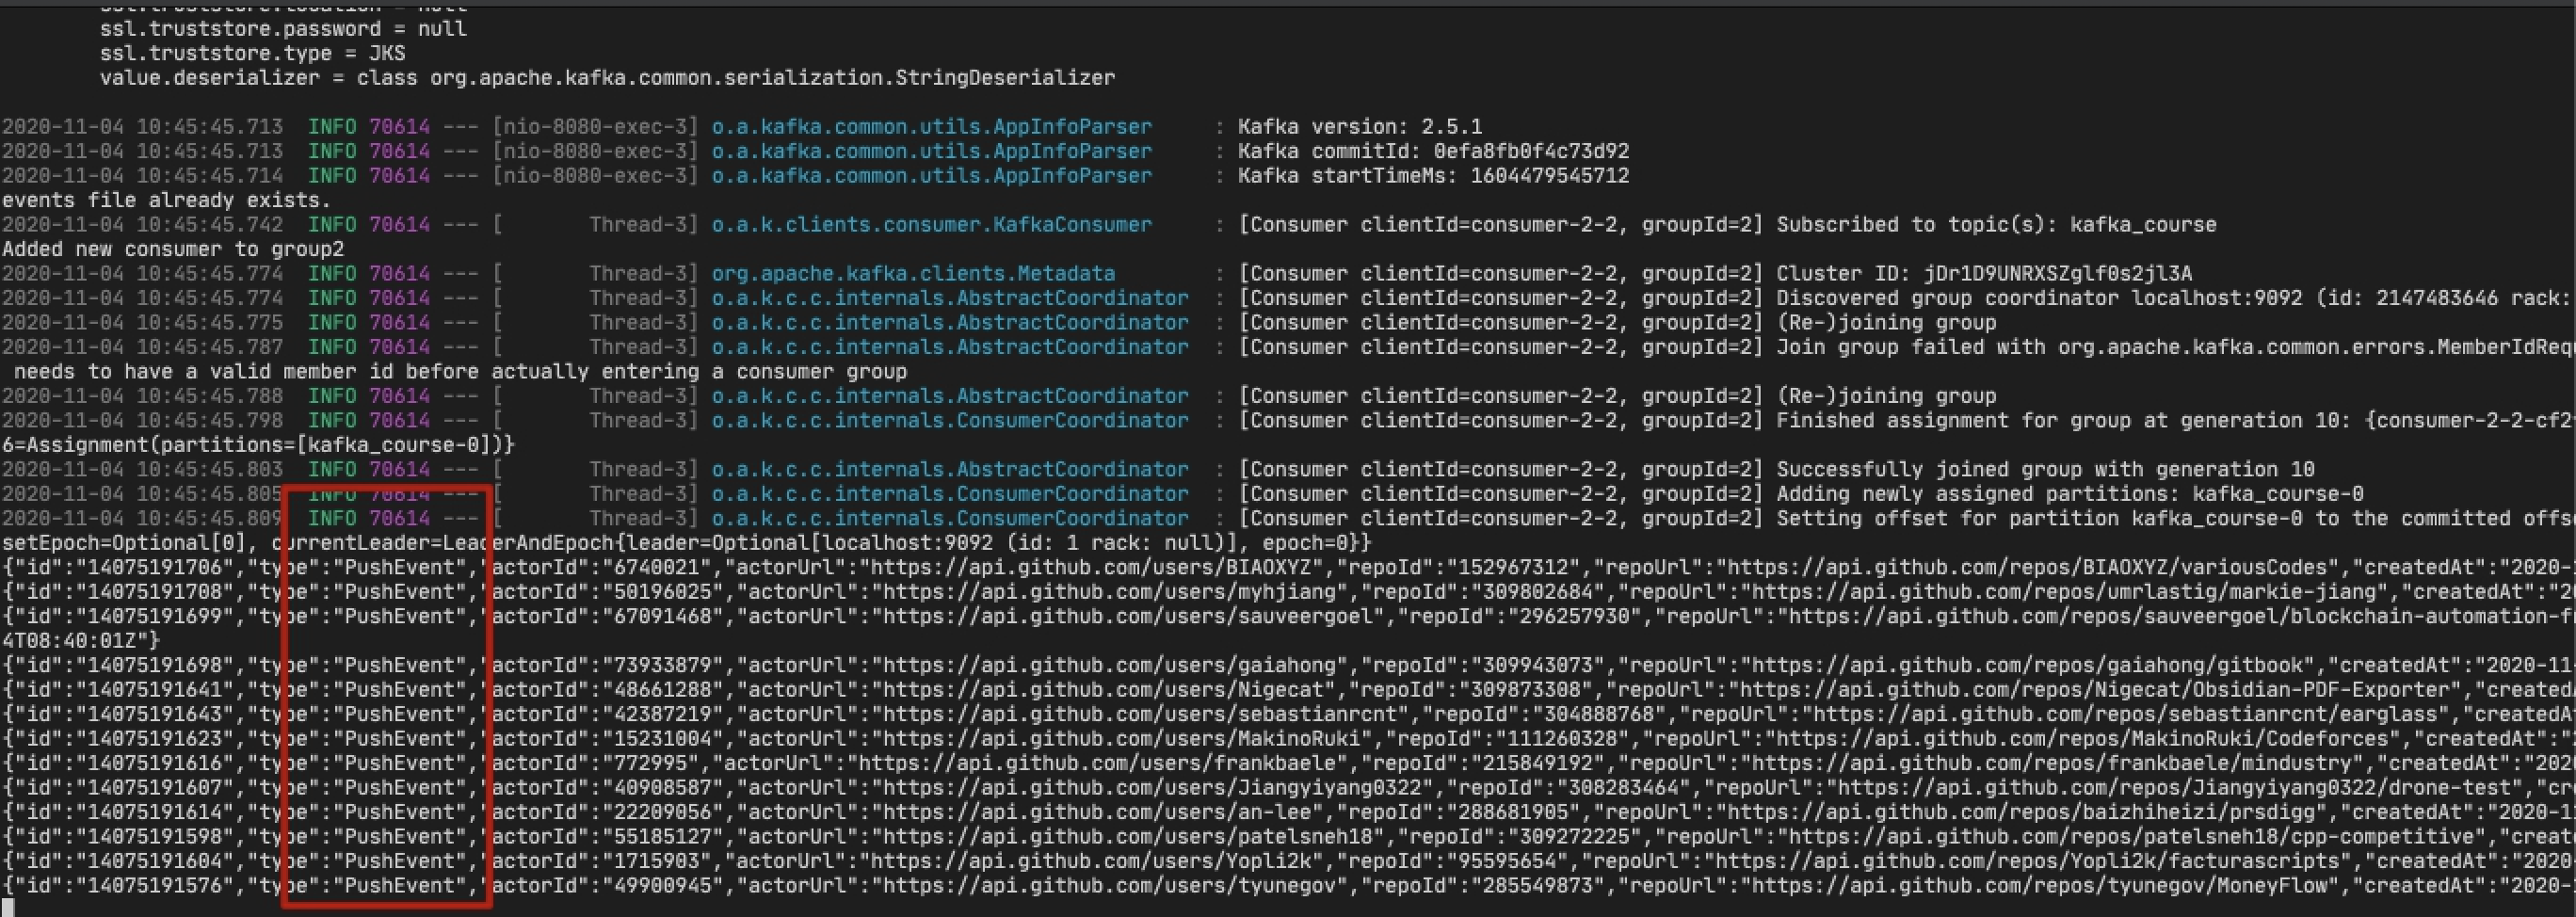 ssl.truststore.location = null
ssl.truststore.password = null
ssl.truststore.type = JKS
value.deserializer = class org.apache.kafka.common.serialization.StringDeserializer
2020-11-04 10:45:45.713 INFO 70614 --- [nio-8080-exec-3] o.a.kafka.common.utils.AppInfoParser : Kafka version: 2.5.1
2020-11-04 10:45:45.713 INFO 70614 --- [nio-8080-exec-3] o.a.kafka.common.utils.AppInfoParser : Kafka commitId: 0efa8fb0f4c73d92
2020-11-04 10:45:45.714 INFO 70614 --- [nio-8080-exec-3] o.a.kafka.common.utils.AppInfoParser : Kafka startTimeMs: 1604479545712
events file already exists.
2020-11-04 10:45:45.742 INFO 70614 --- [ Thread-3] o.a.k.clients.consumer.KafkaConsumer : [Consumer clientId=consumer-2-2, groupId=2] Subscribed to topic(s): kafka_course
Added new consumer to group2
2020-11-04 10:45:45.774 INFO 70614 --- [ Thread-3] org.apache.kafka.clients.Metadata : [Consumer clientId=consumer-2-2, groupId=2] Cluster ID: jDr1D9UNRXSZglf0s2jl3A
2020-11-04 10:45:45.774 INFO 70614 --- [ Thread-3] o.a.k.c.c.internals.AbstractCoordinator : [Consumer clientId=consumer-2-2, groupId=2] Discovered group coordinator localhost:9092 (id: 2147483646 rack:
2020-11-04 10:45:45.775 INFO 70614 --- [ Thread-3] o.a.k.c.c.internals.AbstractCoordinator : [Consumer clientId=consumer-2-2, groupId=2] (Re-)joining group
2020-11-04 10:45:45.787 INFO 70614 --- [ Thread-3] o.a.k.c.c.internals.AbstractCoordinator : [Consumer clientId=consumer-2-2, groupId=2] Join group failed with org.apache.kafka.common.errors.MemberIdReq
needs to have a valid member id before actually entering a consumer group
2020-11-04 10:45:45.788 INFO 70614 --- [ Thread-3] o.a.k.c.c.internals.AbstractCoordinator : [Consumer clientId=consumer-2-2, groupId=2] (Re-)joining group
2020-11-04 10:45:45.798 INFO 70614 --- [ Thread-3] o.a.k.c.c.internals.ConsumerCoordinator : [Consumer clientId=consumer-2-2, groupId=2] Finished assignment for group at generation 10: {consumer-2-2-cf2
6=Assignment(partitions=[kafka_course-0])}
2020-11-04 10:45:45.803 INFO 70614 --- [ Thread-3] o.a.k.c.c.internals.AbstractCoordinator : [Consumer clientId=consumer-2-2, groupId=2] Successfully joined group with generation 10
2020-11-04 10:45:45.805 INFO 70614 --- [ Thread-3] o.a.k.c.c.internals.ConsumerCoordinator : [Consumer clientId=consumer-2-2, groupId=2] Adding newly assigned partitions: kafka_course-0
2020-11-04 10:45:45.809 INFO 70614 --- [ Thread-3] o.a.k.c.c.internals.ConsumerCoordinator : [Consumer clientId=consumer-2-2, groupId=2] Setting offset for partition kafka_course-0 to the committed offs
setEpoch=Optional[0], currentLeader=LeaderAndEpoch{leader=Optional[localhost:9092 (id: 1 rack: null)], epoch=0}}
{"id":"14075191706","type":"PushEvent","actorId":"6740021","actorUrl":"https://api.github.com/users/BIAOXYZ","repoId":"152967312","repoUrl":"https://api.github.com/repos/BIAOXYZ/variousCodes","createdAt":"2020-
{"id":"14075191708","type":"PushEvent","actorId":"50196025","actorUrl":"https://api.github.com/users/myhjiang","repoId":"309802684","repoUrl":"https://api.github.com/repos/umrlastig/markie-jiang","createdAt":"20
{"id":"14075191699","type":"PushEvent","actorId":"67091468","actorUrl":"https://api.github.com/users/sauveergoel","repoId":"296257930","repoUrl":"https://api.github.com/repos/sauveergoel/blockchain-automation-f
4T08:40:01Z"}
{"id":"14075191698","type":"PushEvent","actorId":"73933879","actorUrl":"https://api.github.com/users/gaiahong","repoId":"309943073","repoUrl":"https://api.github.com/repos/gaiahong/gitbook","createdAt":"2020-11
{"id":"14075191641","type":"PushEvent","actorId":"48661288","actorUrl":"https://api.github.com/users/Nigecat","repoId":"309873308","repoUrl":"https://api.github.com/repos/Nigecat/Obsidian-PDF-Exporter","created
{"id":"14075191643","type":"PushEvent","actorId":"42387219","actorUrl":"https://api.github.com/users/sebastianrcnt","repoId":"304888768","repoUrl":"https://api.github.com/repos/sebastianrcnt/earglass","createdA
{"id":"14075191623","type":"PushEvent","actorId":"15231004","actorUrl":"https://api.github.com/users/MakinoRuki","repoId":"111260328","repoUrl":"https://api.github.com/repos/MakinoRuki/Codeforces","createdAt":"
{"id":"14075191616","type":"PushEvent","actorId":"772995","actorUrl":"https://api.github.com/users/frankbaele","repoId":"215849192","repoUrl":"https://api.github.com/repos/frankbaele/mindustry","createdAt":"202
{"id":"14075191607","type":"PushEvent","actorId":"40908587","actorUrl":"https://api.github.com/users/Jiangyiyang0322","repoId":"308283464","repoUrl":"https://api.github.com/repos/Jiangyiyang0322/drone-test","cr
{"id":"14075191614","type":"PushEvent","actorId":"22209056","actorUrl":"https://api.github.com/users/an-lee","repoId":"288681905","repoUrl":"https://api.github.com/repos/baizhiheizi/prsdigg","createdAt":"2020-1
{"id":"14075191598","type":"PushEvent","actorId":"55185127","actorUrl":"https://api.github.com/users/patelsneh18","repoId":"309272225","repoUrl":"https://api.github.com/repos/patelsneh18/cpp-competitive","creat
{"id":"14075191604","type":"PushEvent","actorId":"1715903","actorUrl":"https://api.github.com/users/Yopli2k","repoId":"95595654","repoUrl":"https://api.github.com/repos/Yopli2k/facturascripts","createdAt":"2020
{"id":"14075191576","type":"PushEvent","actorId":"49900945","actorUrl":"https://api.github.com/users/tyunegov","repoId":"285549873","repoUrl":"https://api.github.com/repos/tyunegov/MoneyFlow","createdAt":"2020-